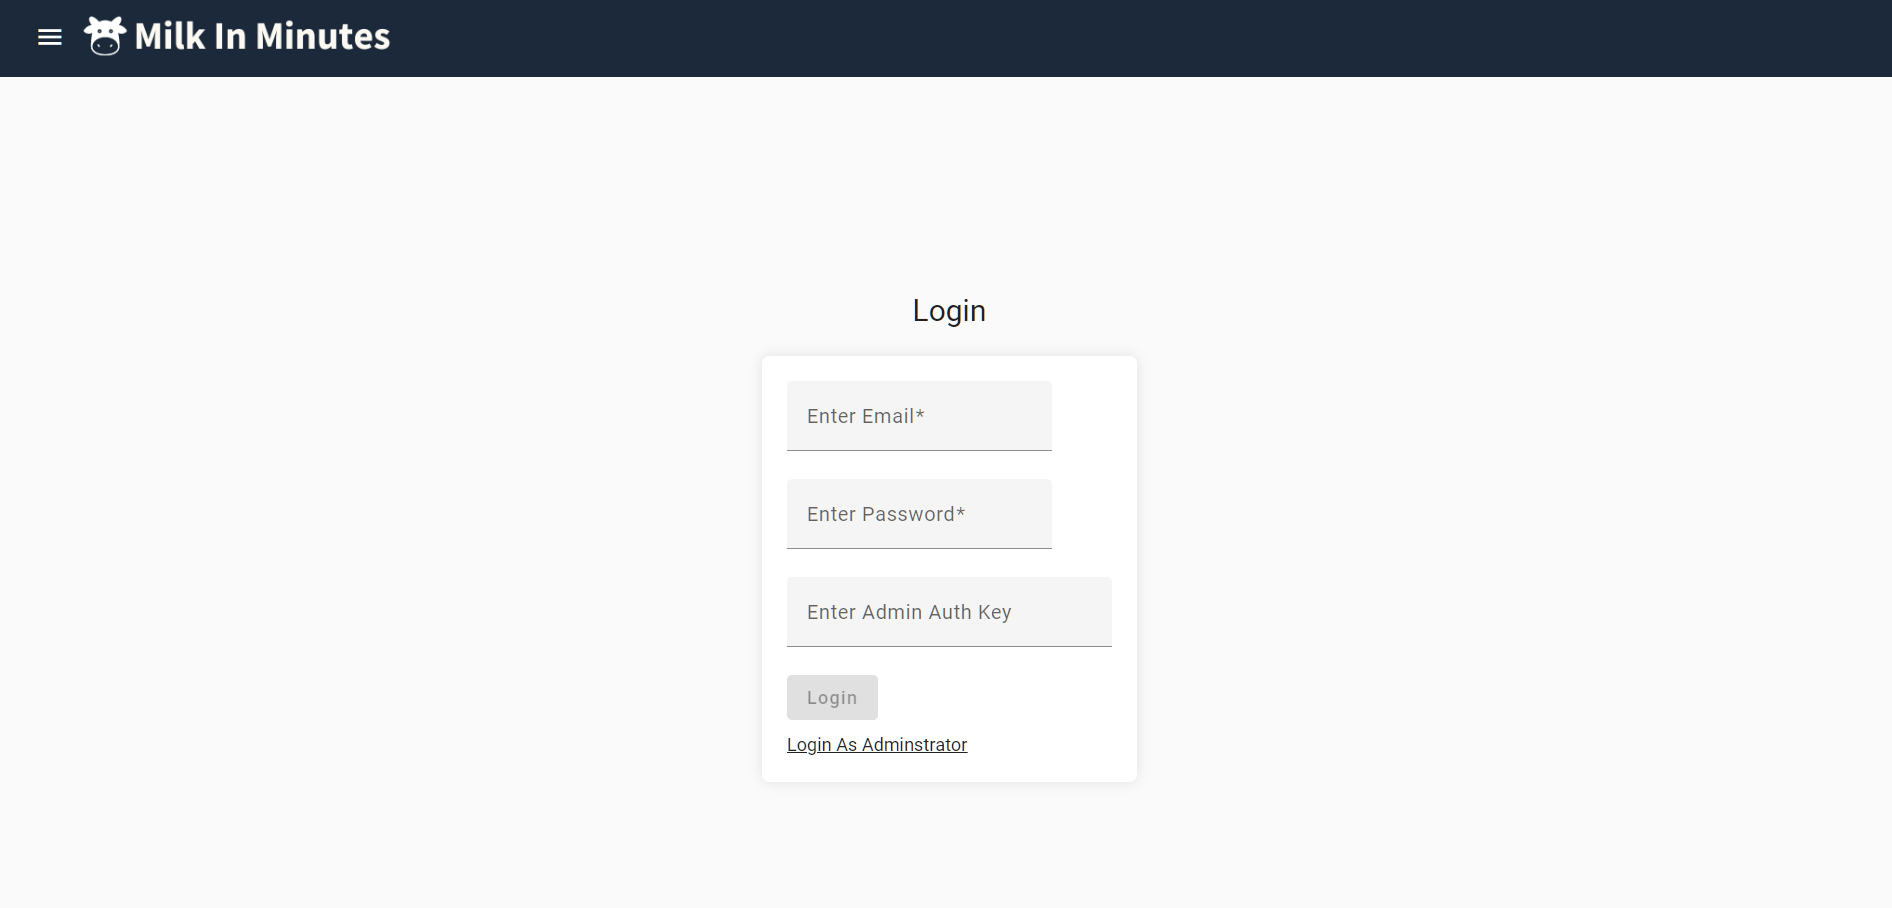 Milk In Minutes
Login
Enter Email*
Enter Password*
Enter Admin Auth Key
Login
Login As Adminstrator